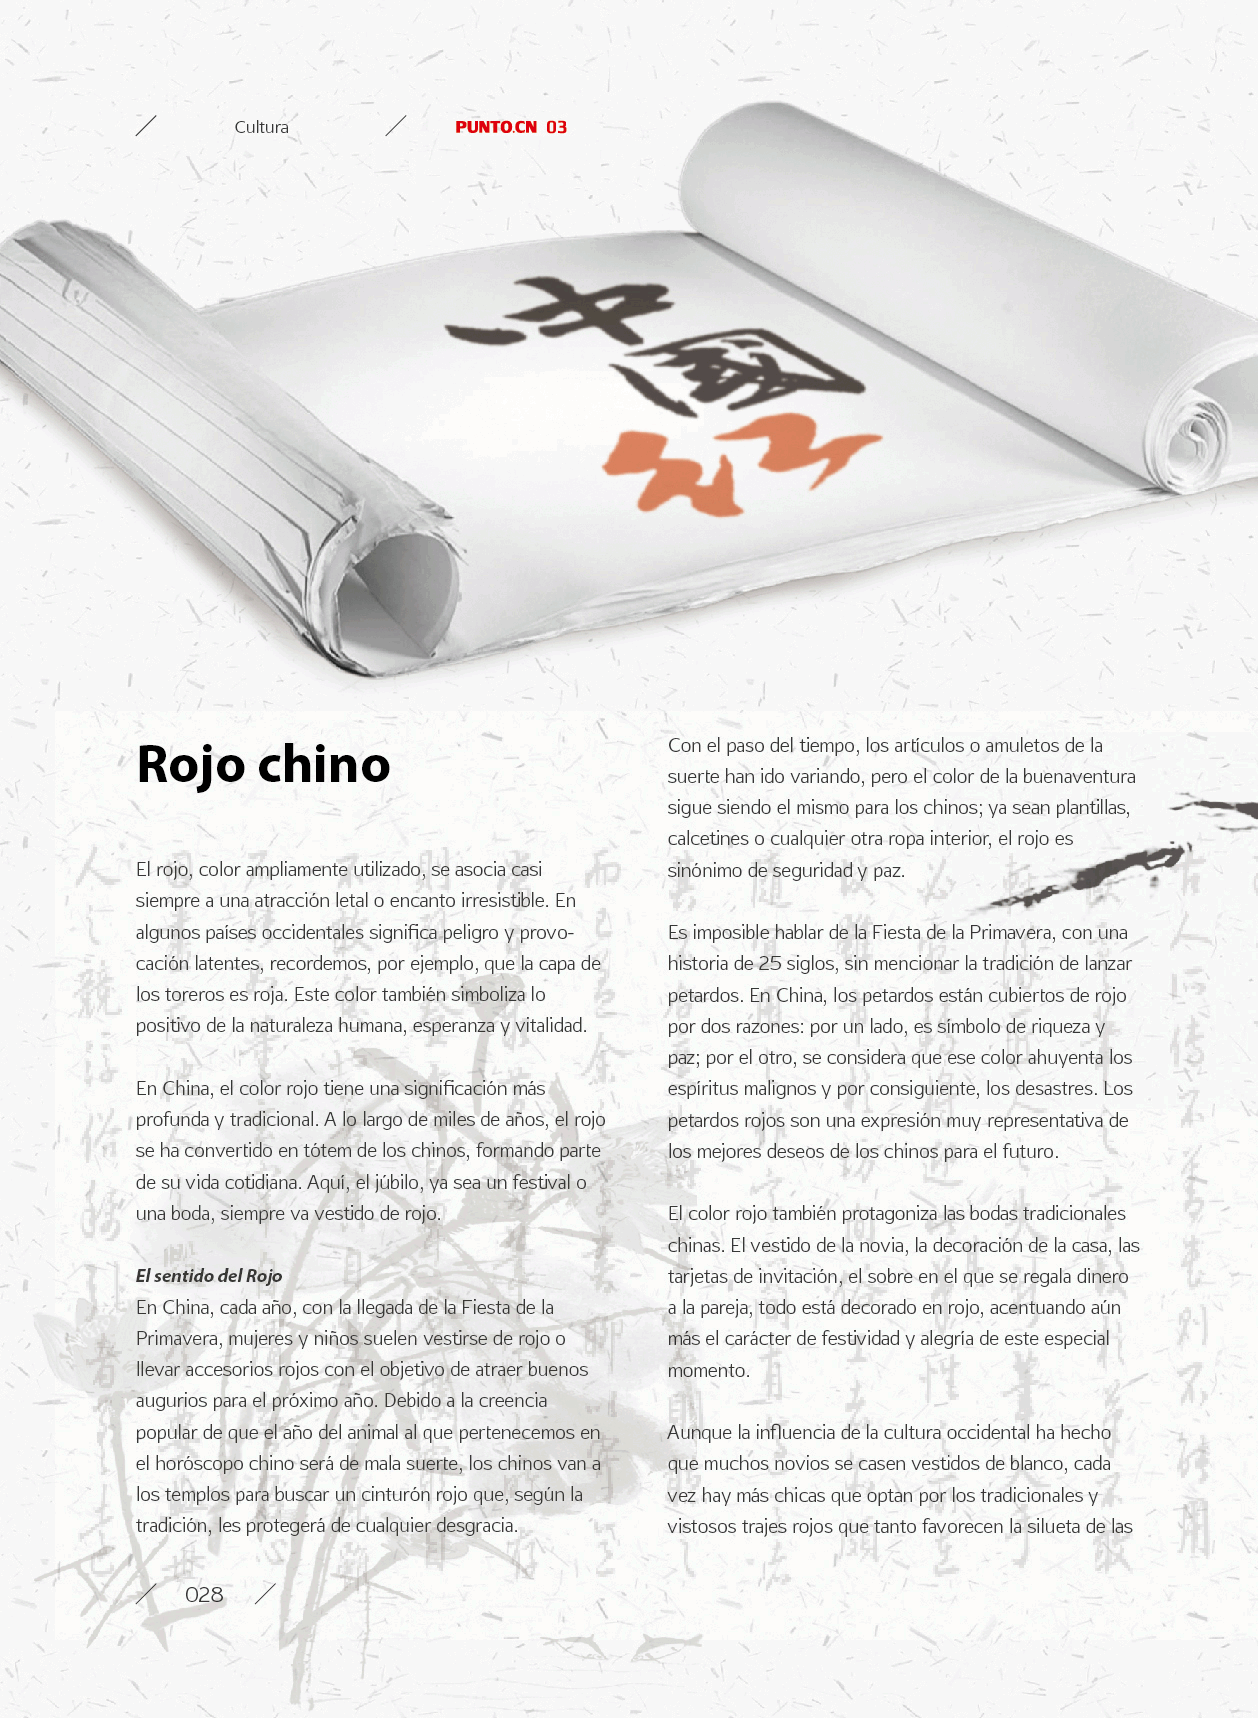 Cultura
PUNTO.CN 03
中國
Rojo chino
El rojo, color ampliamente utilizado, se asocia casi
siempre a una atracción letal o encanto irresistible. En
algunos países occidentales significa peligro y provo-
cación latentes, recordemos, por ejemplo, que la capa de
los toreros es roja. Este color también simboliza lo
positivo de la naturaleza humana, esperanza y vitalidad.
En China, el color rojo tiene una significación más
profunda y tradicional. A lo largo de miles de años, el rojo
se ha convertido en tótem de los chinos, formando parte
de su vida cotidiana. Aquí, el júbilo, ya sea un festival o
una boda, siempre va vestido de rojo.
El sentido del Rojo
En China, cada año, con la llegada de la Fiesta de la
Primavera, mujeres y niños suelen vestirse de rojo o
llevar accesorios rojos con el objetivo de atraer buenos
augurios para el próximo año. Debido a la creencia
popular de que el año del animal al que pertenecemos en
el horóscopo chino será de mala suerte, los chinos van a
los templos para buscar un cinturón rojo que, según la
tradición, les protegerá de cualquier desgracia.
Con el paso del tiempo, los artículos o amuletos de la
suerte han ido variando, pero el color de la buenaventura
sigue siendo el mismo para los chinos; ya sean plantillas,
calcetines o cualquier otra ropa interior, el rojo es
sinónimo de seguridad y paz.
Es imposible hablar de la Fiesta de la Primavera, con una
historia de 25 siglos, sin mencionar la tradición de lanzar
petardos. En China, los petardos están cubiertos de rojo
por dos razones: por un lado, es símbolo de riqueza y
paz; por el otro, se considera que ese color ahuyenta los
espíritus malignos y por consiguiente, los desastres. Los
petardos rojos son una expresión muy representativa de
los mejores deseos de los chinos para el futuro.
El color rojo también protagoniza las bodas tradicionales
chinas. El vestido de la novia, la decoración de la casa, las
tarjetas de invitación, el sobre en el que se regala dinero
a la pareja, todo está decorado en rojo, acentuando aún
más el carácter de festividad y alegría de este especial
momento.
Aunque la influencia de la cultura occidental ha hecho
que muchos novios se casen vestidos de blanco, cada
vez hay más chicas que optan por los tradicionales y
vistosos trajes rojos que tanto favorecen la silueta de las
028